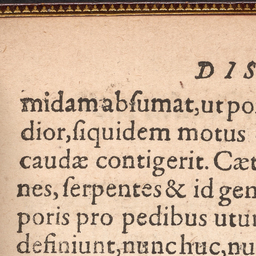 DIS
midam abſumat, ut po
dior, ſiquidem motus
caudæ contigerit. Cæt
nes, ſerpentes & id gen
poris pro pedibus utu
definiunt, nunc huc, nu